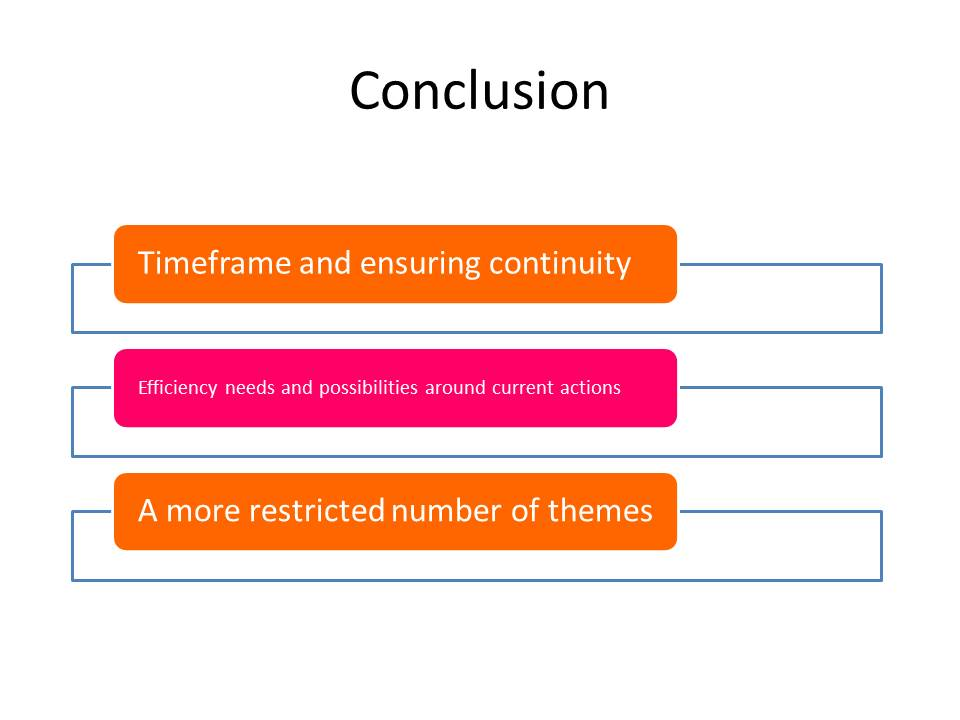 Conclusion
Timeframe and ensuring continuity
Efficiency needs and possibilities around current actions
A more restricted number of themes